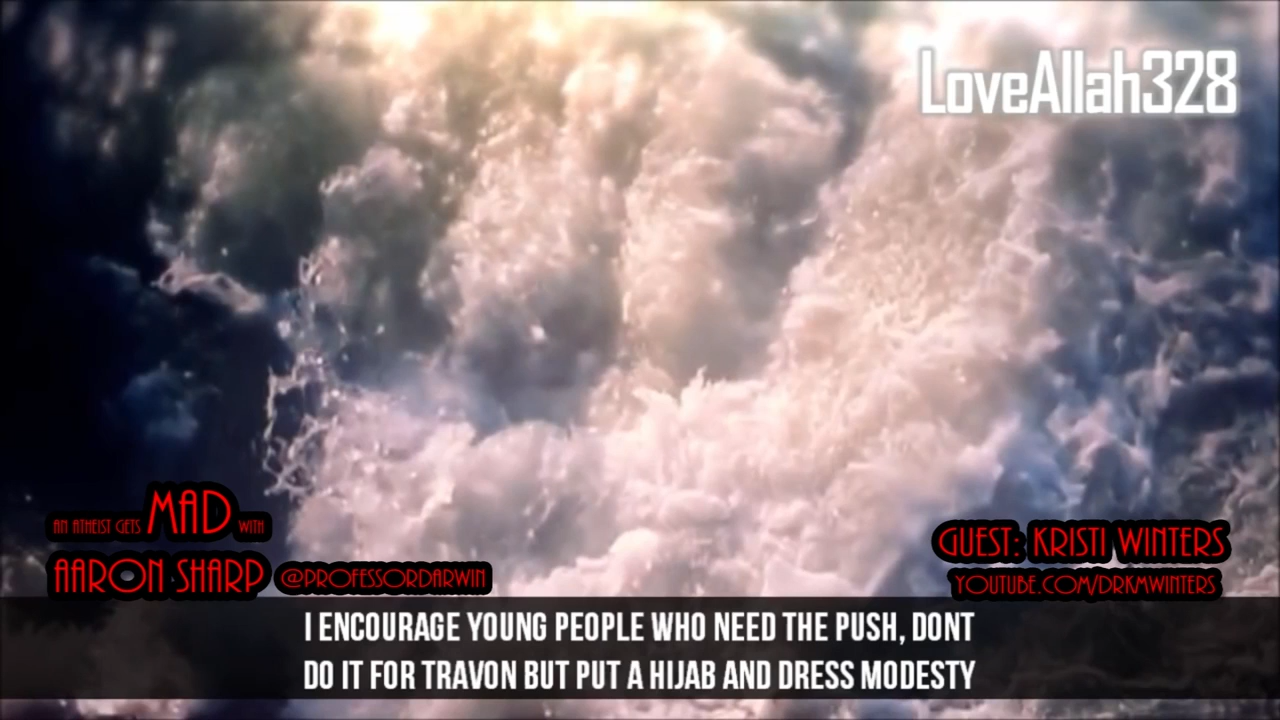 LoveAllah328
AN ATHEIST GETS MAD WITH
AARON SHARP @PROFESSORDARWIN
GUEST: KRISTI WINTERS
YOUTUBE.COM/DRKMWINTERS
I ENCOURAGE YOUNG PEOPLE WHO NEED THE PUSH, DONT
DO IT FOR TRAVON BUT PUT A HIJAB AND DRESS MODESTY